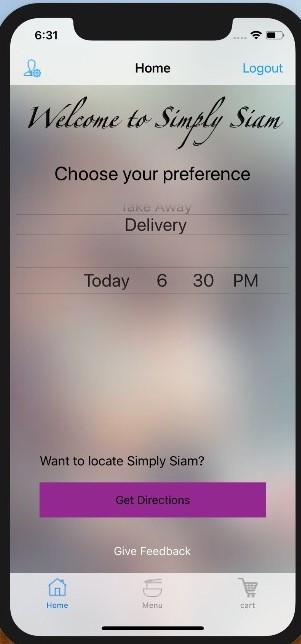 6:31
Home
Logout
Welcome to Simply Siam
Choose your preference
Take Away
Delivery
Today 6 30 PM
Want to locate Simply Siam?
Get Directions
Give Feedback
Home
Menu
cart